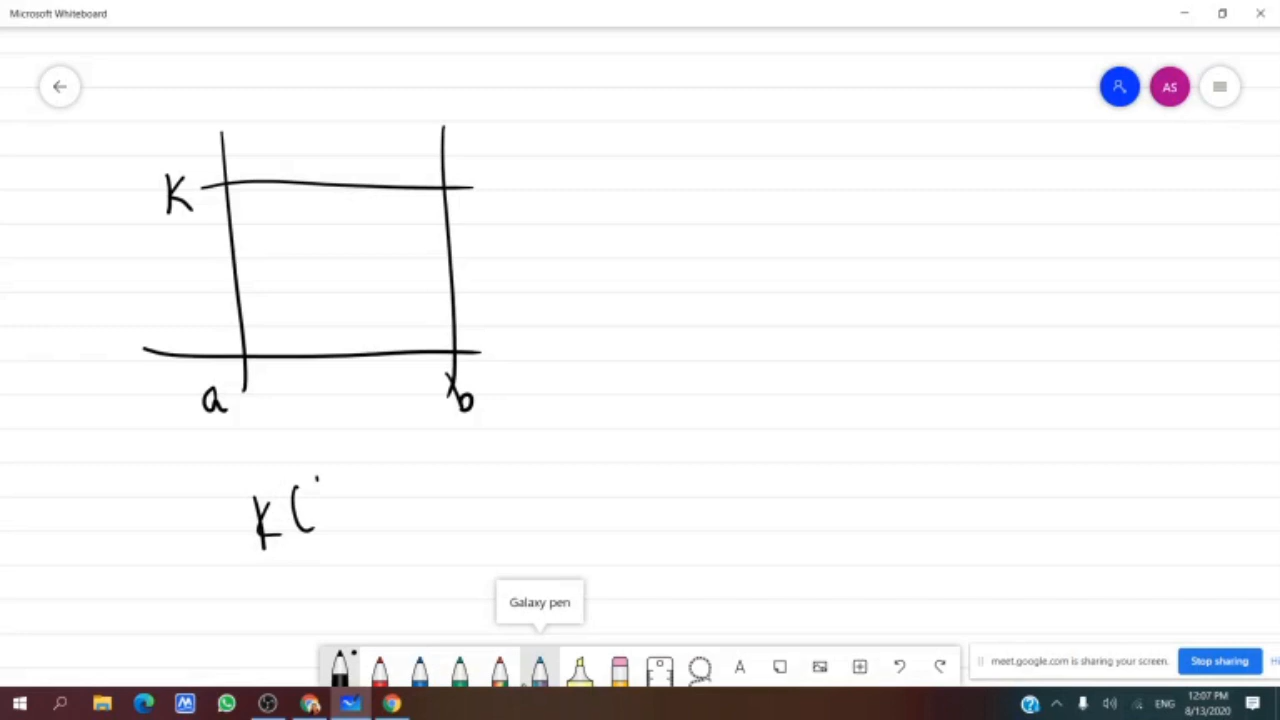 Microsoft Whiteboard
AS
K
a
b
K(
Galaxy pen
A
meet.google.com is sharing your screen.
Stop sharing
Hi
12:07 PM
ENG
8/13/2020